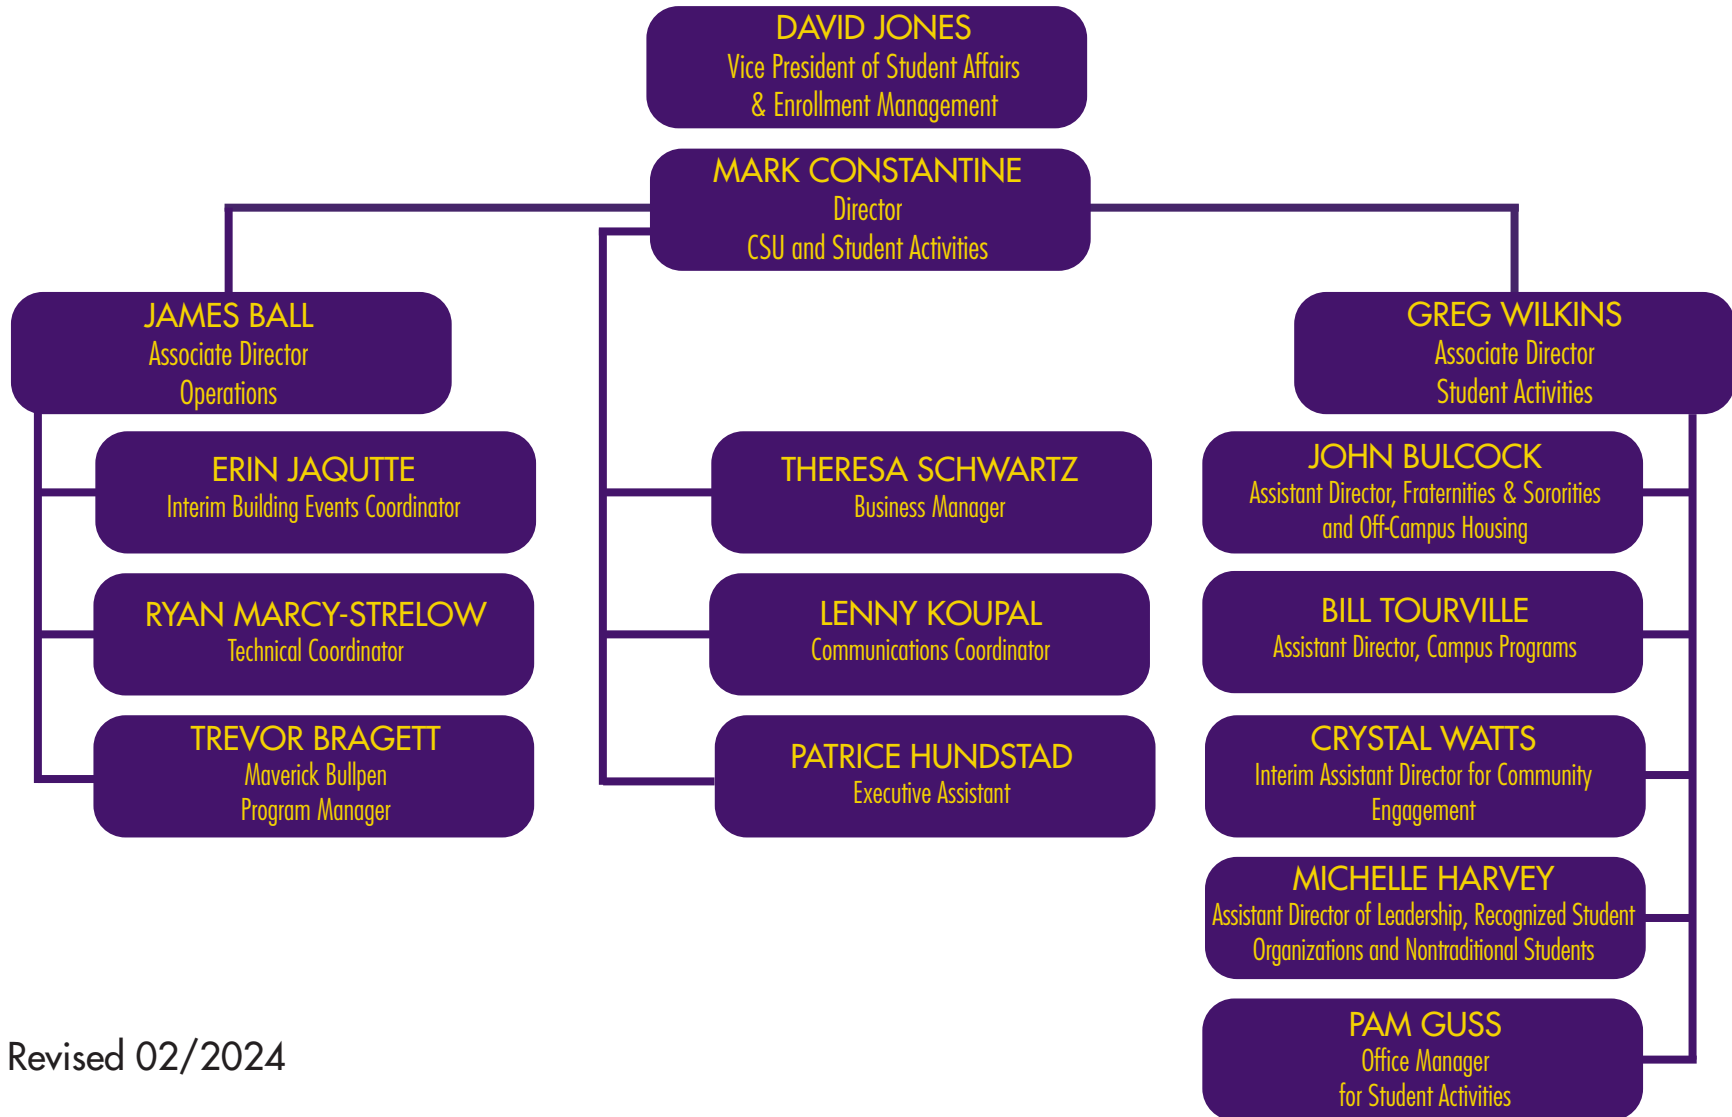 DAVID JONES
Vice President of Student Affairs
& Enrollment Management
MARK CONSTANTINE
Director
CSU and Student Activities
JAMES BALL
Associate Director
Operations
ERIN JAQUTTE
Interim Building Events Coordinator
RYAN MARCY-STRELOW
Technical Coordinator
TREVOR BRAGETT
Maverick Bullpen
Program Manager
THERESA SCHWARTZ
Business Manager
LENNY KOUPAL
Communications Coordinator
PATRICE HUNDSTAD
Executive Assistant
GREG WILKINS
Associate Director
Student Activities
JOHN BULCOCK
Assistant Director, Fraternities & Sororities
and Off-Campus Housing
BILL TOURVILLE
Assistant Director, Campus Programs
CRYSTAL WATTS
Interim Assistant Director for Community
Engagement
MICHELLE HARVEY
Assistant Director of Leadership, Recognized Student
Organizations and Nontraditional Students
PAM GUSS
Office Manager
for Student Activities
Revised 02/2024